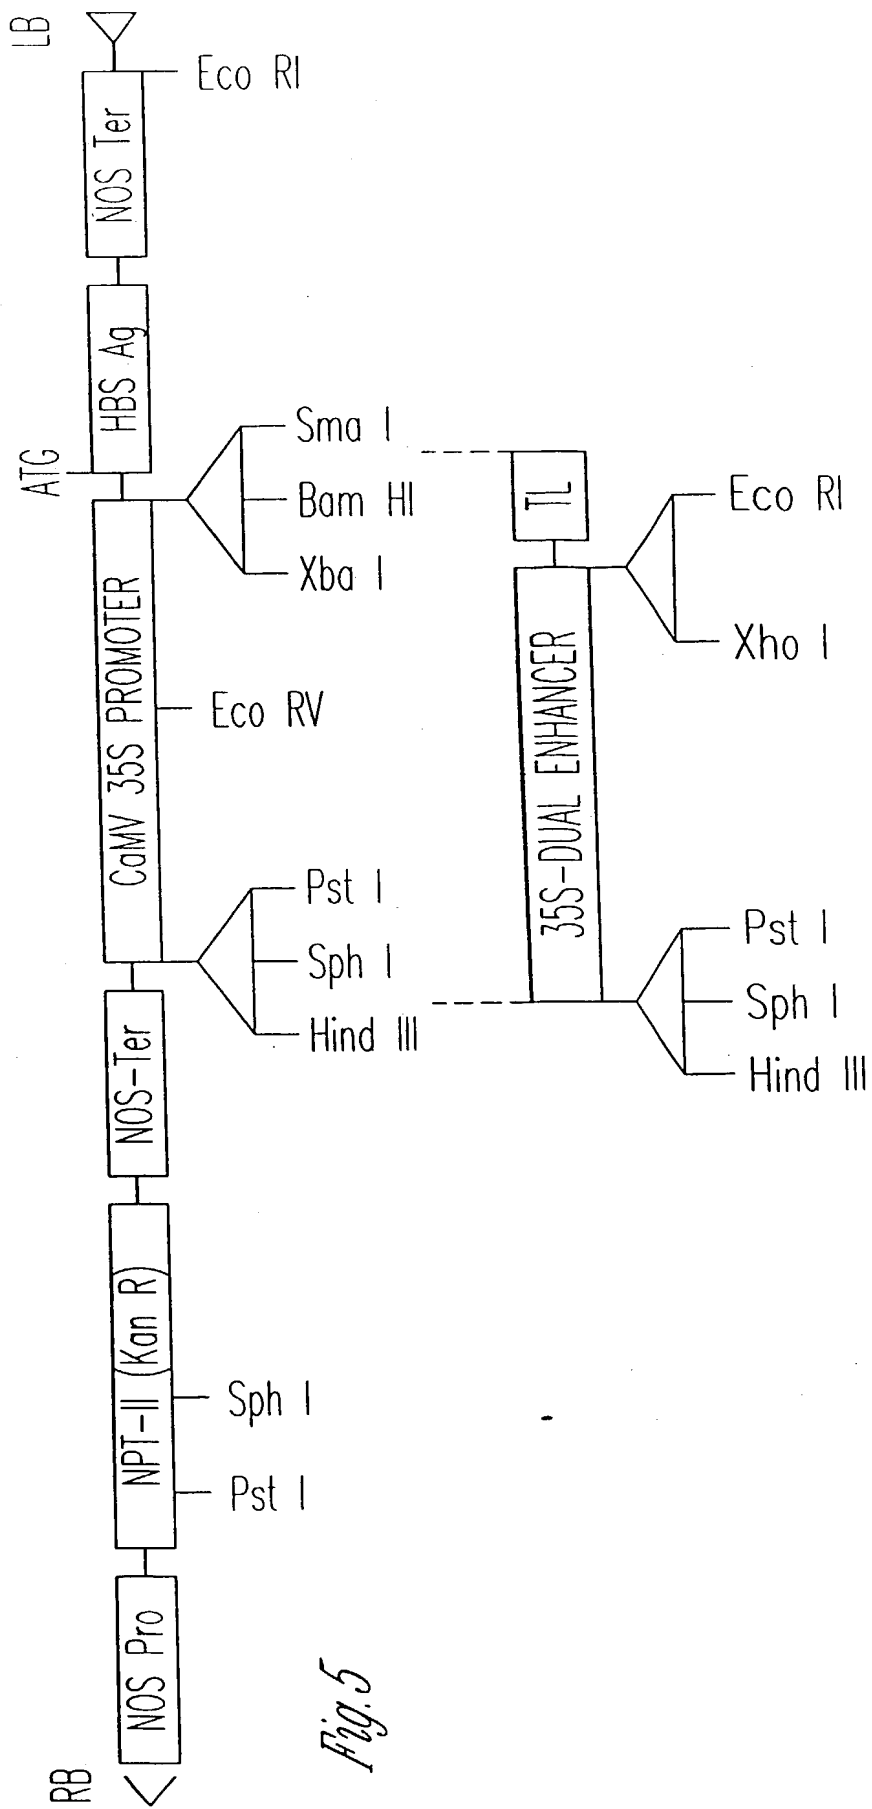 RB
NOS Pro
NPT-II (Kan R)
Pst I
Sph I
NOS-Ter
Hind III
Sph I
Pst I
CaMV 35S PROMOTER
Eco RV
Xba I
Bam HI
Sma I
ATG
HBS Ag
NOS Ter
Eco RI
LB
35S-DUAL ENHANCER
Hind III
Sph I
Pst I
TL
Xho I
Eco RI
Fig. 5